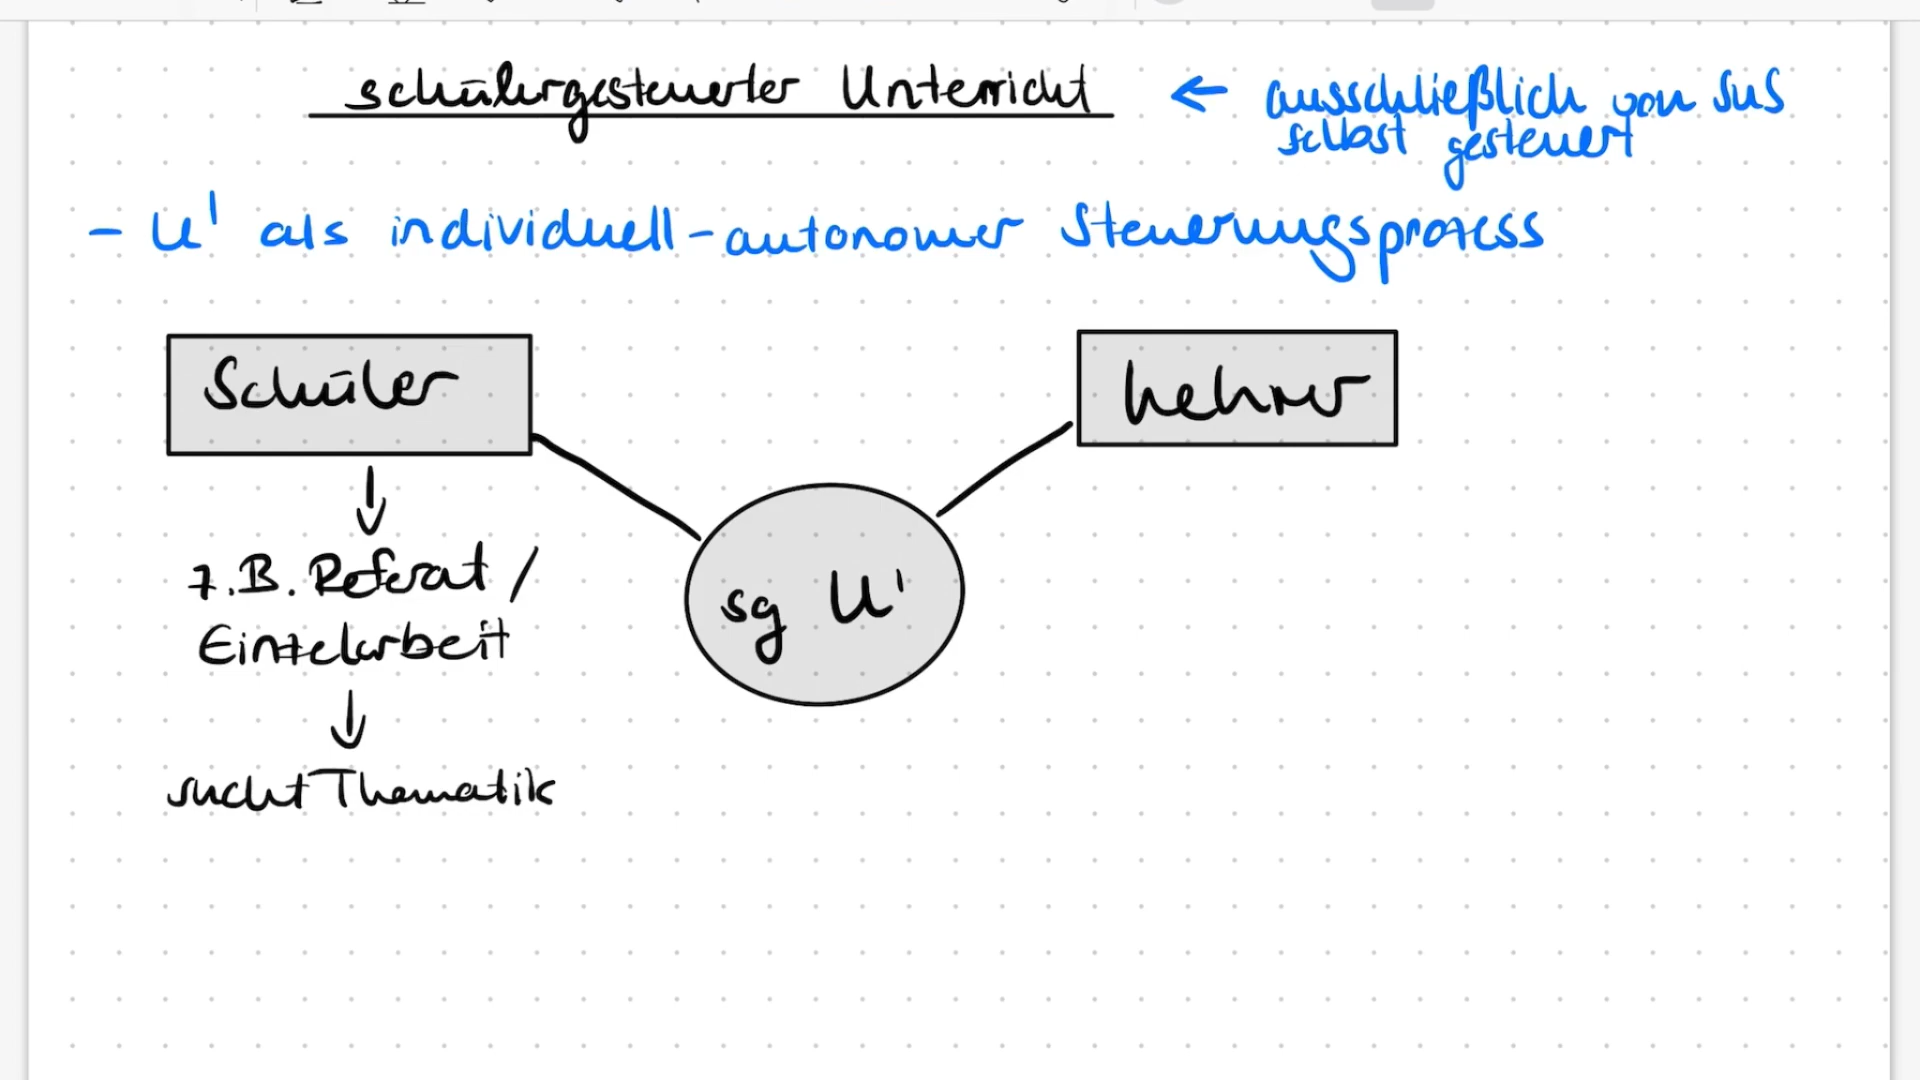 schülergesteuerter Unterricht ← ausschließlich von SuS
selbst gesteuert
- U' als individuell-autonomer Steuerungsprozess
Schüler
Lehrer
sg U'
↓
z.B. Referat /
Einzelarbeit
↓
sucht Thematik